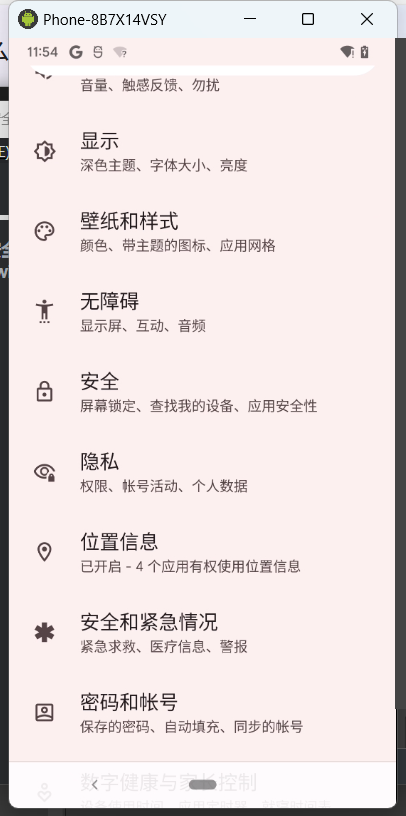 Phone-8B7X14VSY
11:54
音量、触感反馈、勿扰
显示
深色主题、字体大小、亮度
壁纸和样式
颜色、带主题的图标、应用网格
无障碍
显示屏、互动、音频
安全
屏幕锁定、查找我的设备、应用安全性
隐私
权限、帐号活动、个人数据
位置信息
已开启 - 4 个应用有权使用位置信息
安全和紧急情况
紧急求救、医疗信息、警报
密码和帐号
保存的密码、自动填充、同步的帐号
数字健康与家长控制